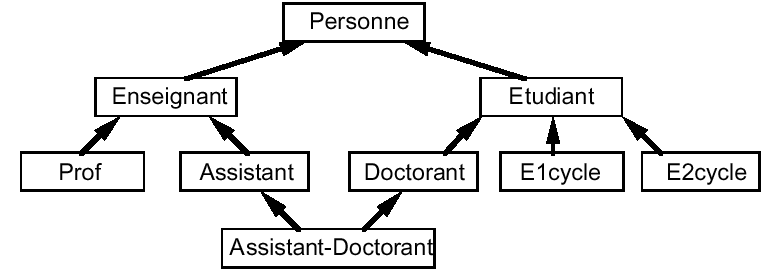 Personne
Enseignant
Etudiant
Prof
Assistant
Doctorant
E1cycle
E2cycle
Assistant-Doctorant